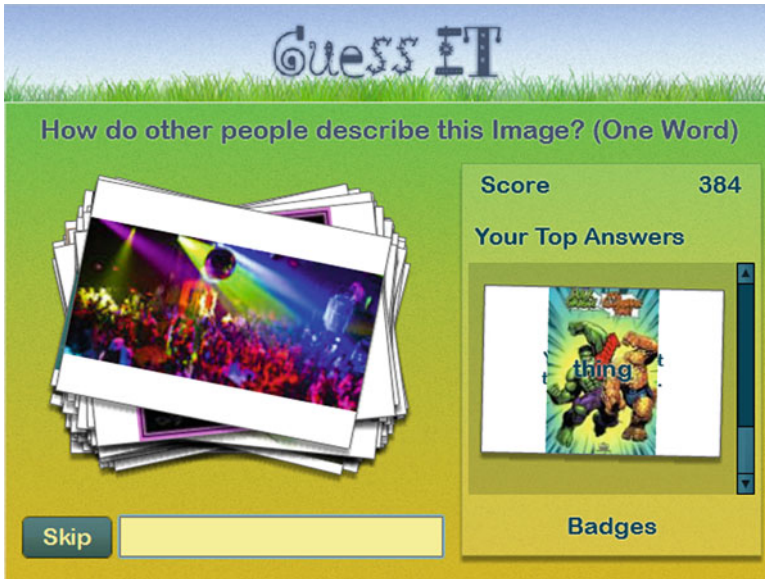 Guess IT
How do other people describe this Image? (One Word)
Score 384
Your Top Answers
thing
Skip
Badges